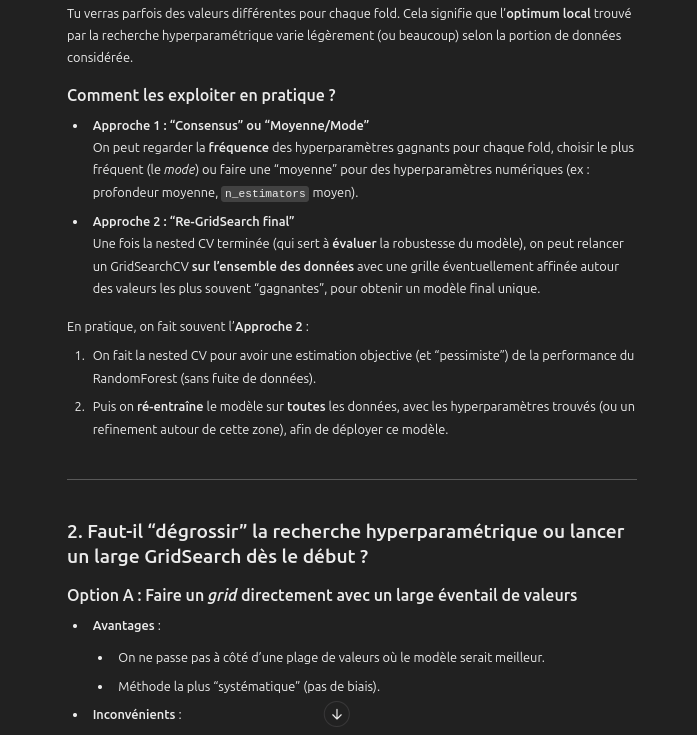 Tu verras parfois des valeurs différentes pour chaque fold. Cela signifie que l’optimum local trouvé
par la recherche hyperparamétrique varie légèrement (ou beaucoup) selon la portion de données
considérée.
Comment les exploiter en pratique ?
• Approche 1 : “Consensus” ou “Moyenne/Mode”
On peut regarder la fréquence des hyperparamètres gagnants pour chaque fold, choisir le plus
fréquent (le mode) ou faire une “moyenne” pour des hyperparamètres numériques (ex :
profondeur moyenne, n_estimators moyen).
• Approche 2 : “Re-GridSearch final”
Une fois la nested CV terminée (qui sert à évaluer la robustesse du modèle), on peut relancer
un GridSearchCV sur l’ensemble des données avec une grille éventuellement affinée autour
des valeurs les plus souvent “gagnantes”, pour obtenir un modèle final unique.
En pratique, on fait souvent l’Approche 2 :
1. On fait la nested CV pour avoir une estimation objective (et “pessimiste”) de la performance du
RandomForest (sans fuite de données).
2. Puis on ré-entraîne le modèle sur toutes les données, avec les hyperparamètres trouvés (ou un
refinement autour de cette zone), afin de déployer ce modèle.
2. Faut-il “dégrossir” la recherche hyperparamétrique ou lancer
un large GridSearch dès le début ?
Option A : Faire un grid directement avec un large éventail de valeurs
• Avantages :
• On ne passe pas à côté d’une plage de valeurs où le modèle serait meilleur.
• Méthode la plus “systématique” (pas de biais).
• Inconvénients :